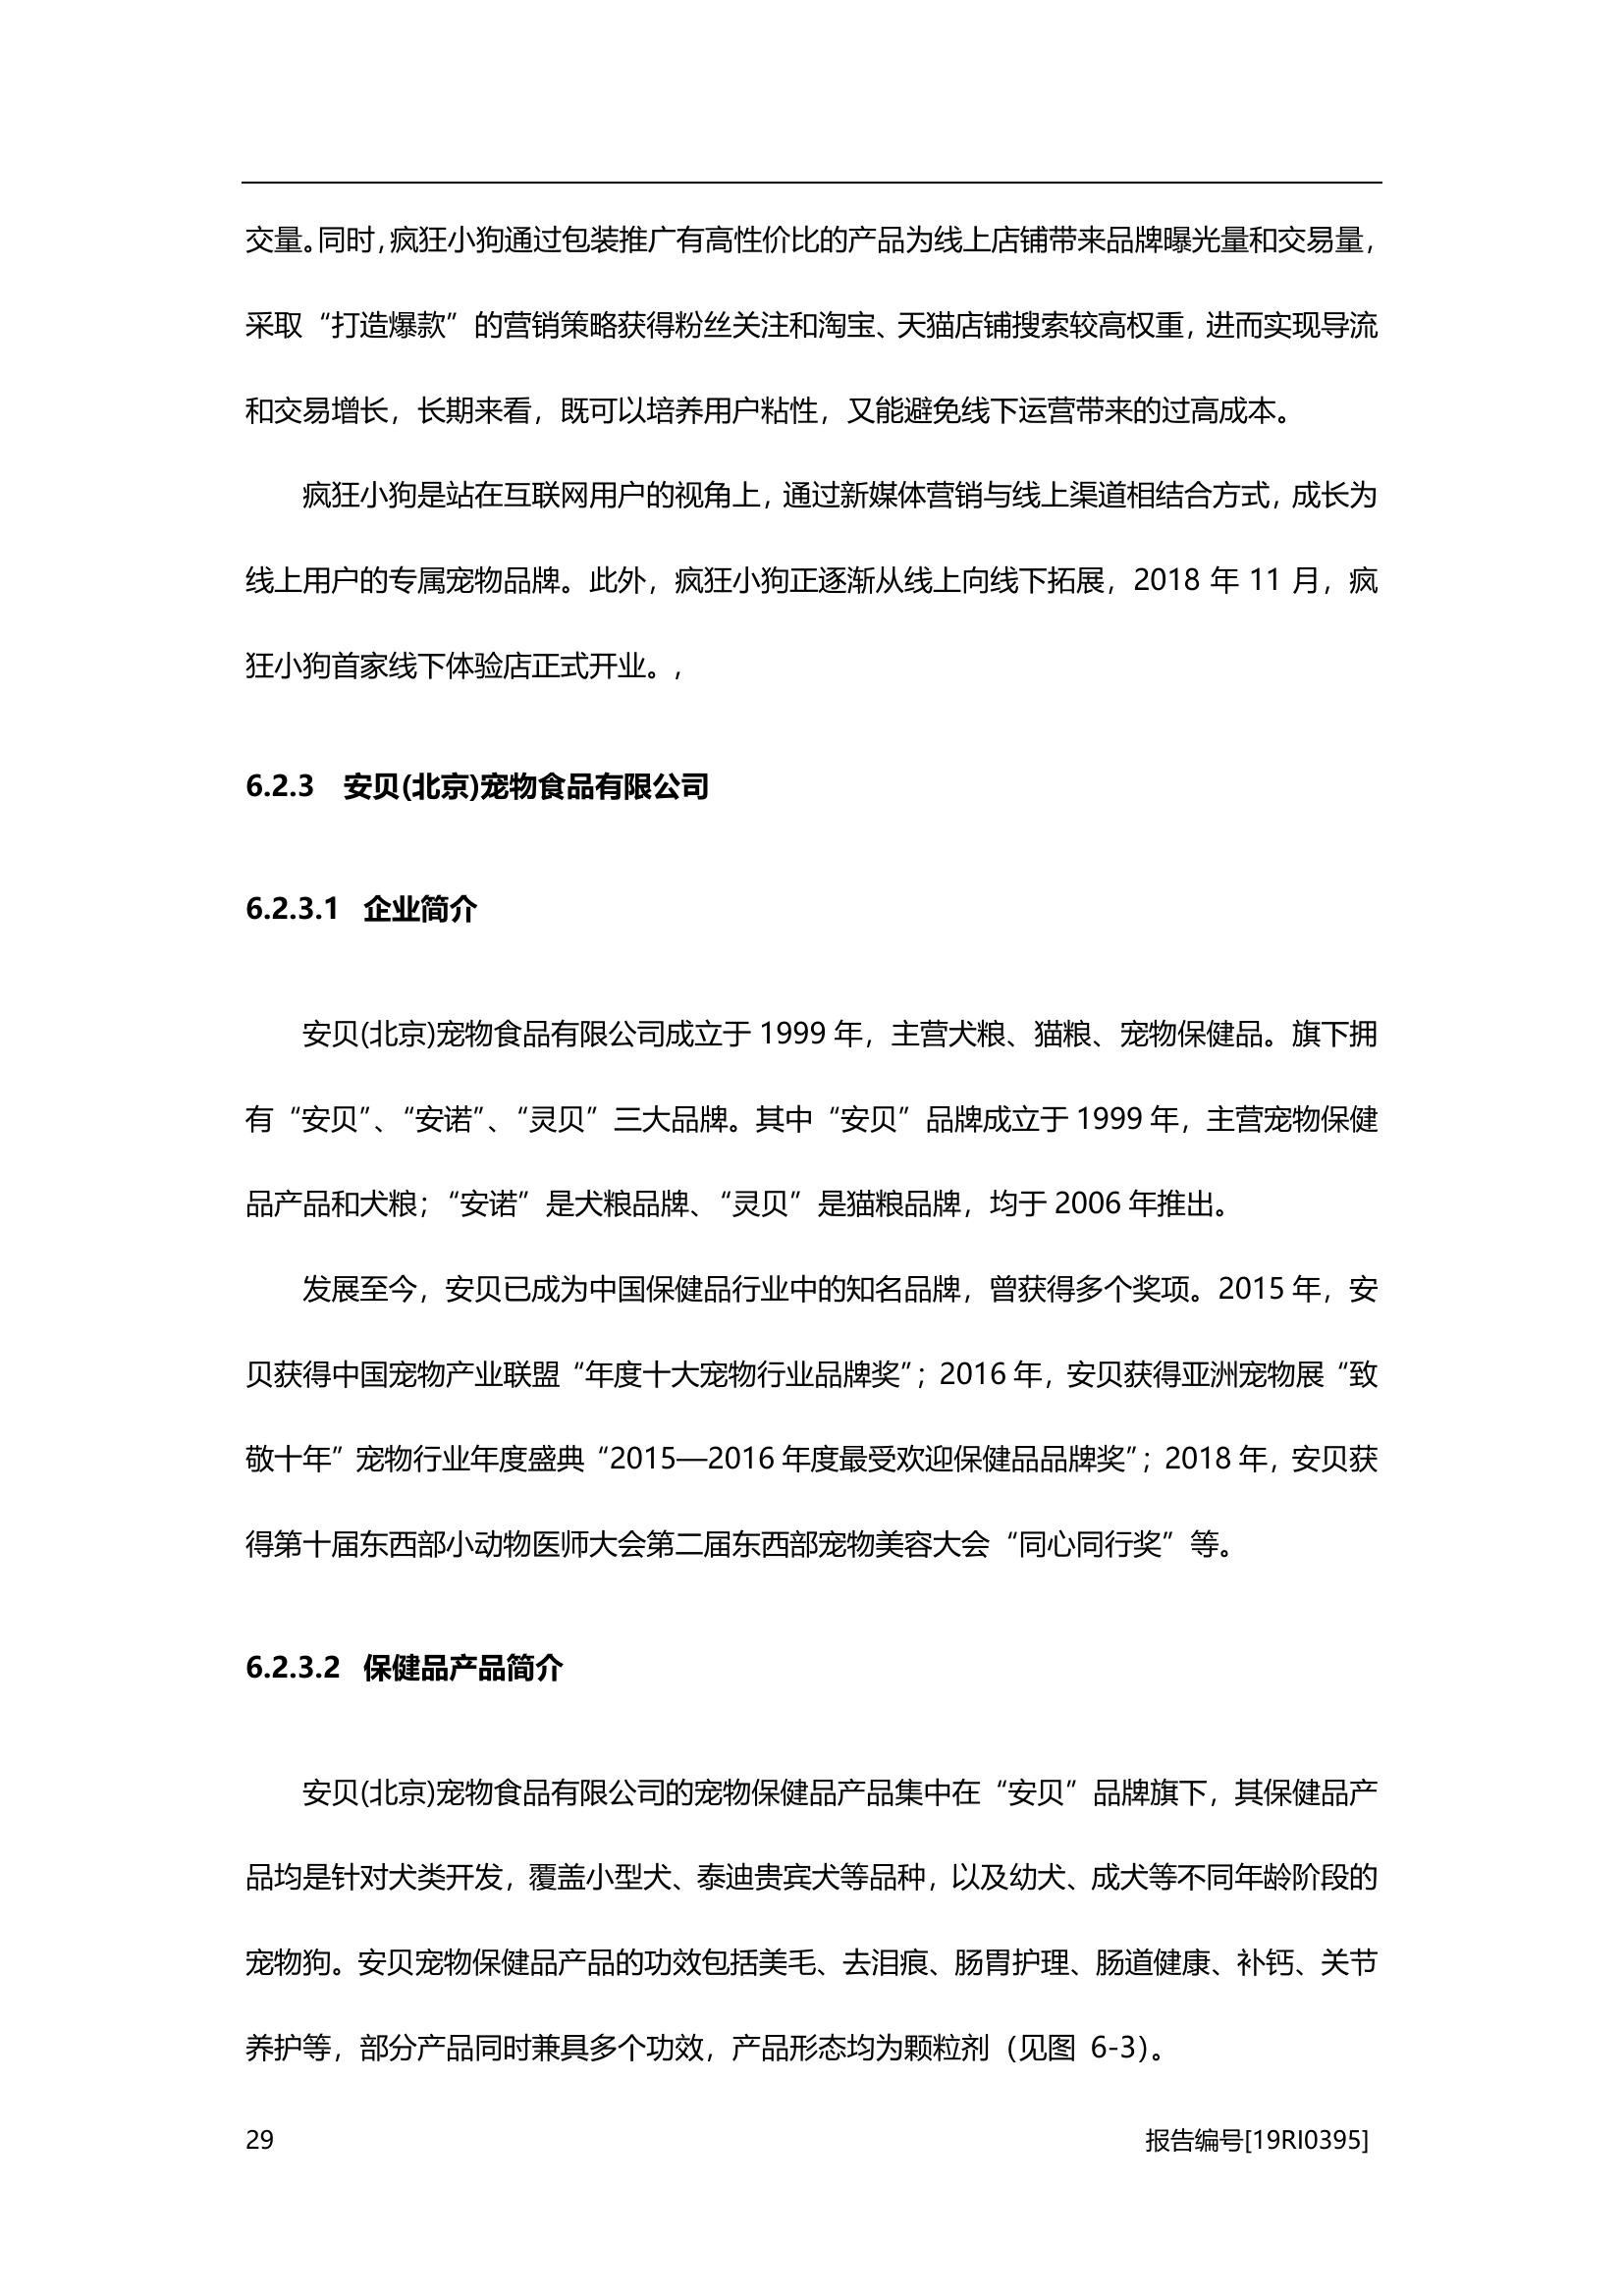 交量。同时，疯狂小狗通过包装推广有高性价比的产品为线上店铺带来品牌曝光量和交易量，
采取“打造爆款”的营销策略获得粉丝关注和淘宝、天猫店铺搜索较高权重，进而实现导流
和交易增长，长期来看，既可以培养用户粘性，又能避免线下运营带来的过高成本。
疯狂小狗是站在互联网用户的视角上，通过新媒体营销与线上渠道相结合方式，成长为
线上用户的专属宠物品牌。此外，疯狂小狗正逐渐从线上向线下拓展，2018 年 11 月，疯
狂小狗首家线下体验店正式开业。，
6.2.3 安贝(北京)宠物食品有限公司
6.2.3.1 企业简介
安贝(北京)宠物食品有限公司成立于 1999 年，主营犬粮、猫粮、宠物保健品。旗下拥
有“安贝”、“安诺”、“灵贝”三大品牌。其中“安贝”品牌成立于 1999 年，主营宠物保健
品产品和犬粮；“安诺”是犬粮品牌、“灵贝”是猫粮品牌，均于 2006 年推出。
发展至今，安贝已成为中国保健品行业中的知名品牌，曾获得多个奖项。2015 年，安
贝获得中国宠物产业联盟“年度十大宠物行业品牌奖”；2016 年，安贝获得亚洲宠物展“致
敬十年”宠物行业年度盛典“2015—2016 年度最受欢迎保健品品牌奖”；2018 年，安贝获
得第十届东西部小动物医师大会第二届东西部宠物美容大会“同心同行奖”等。
6.2.3.2 保健品产品简介
安贝(北京)宠物食品有限公司的宠物保健品产品集中在“安贝”品牌旗下，其保健品产
品均是针对犬类开发，覆盖小型犬、泰迪贵宾犬等品种，以及幼犬、成犬等不同年龄阶段的
宠物狗。安贝宠物保健品产品的功效包括美毛、去泪痕、肠胃护理、肠道健康、补钙、关节
养护等，部分产品同时兼具多个功效，产品形态均为颗粒剂（见图 6-3）。
29 报告编号[19RI0395]